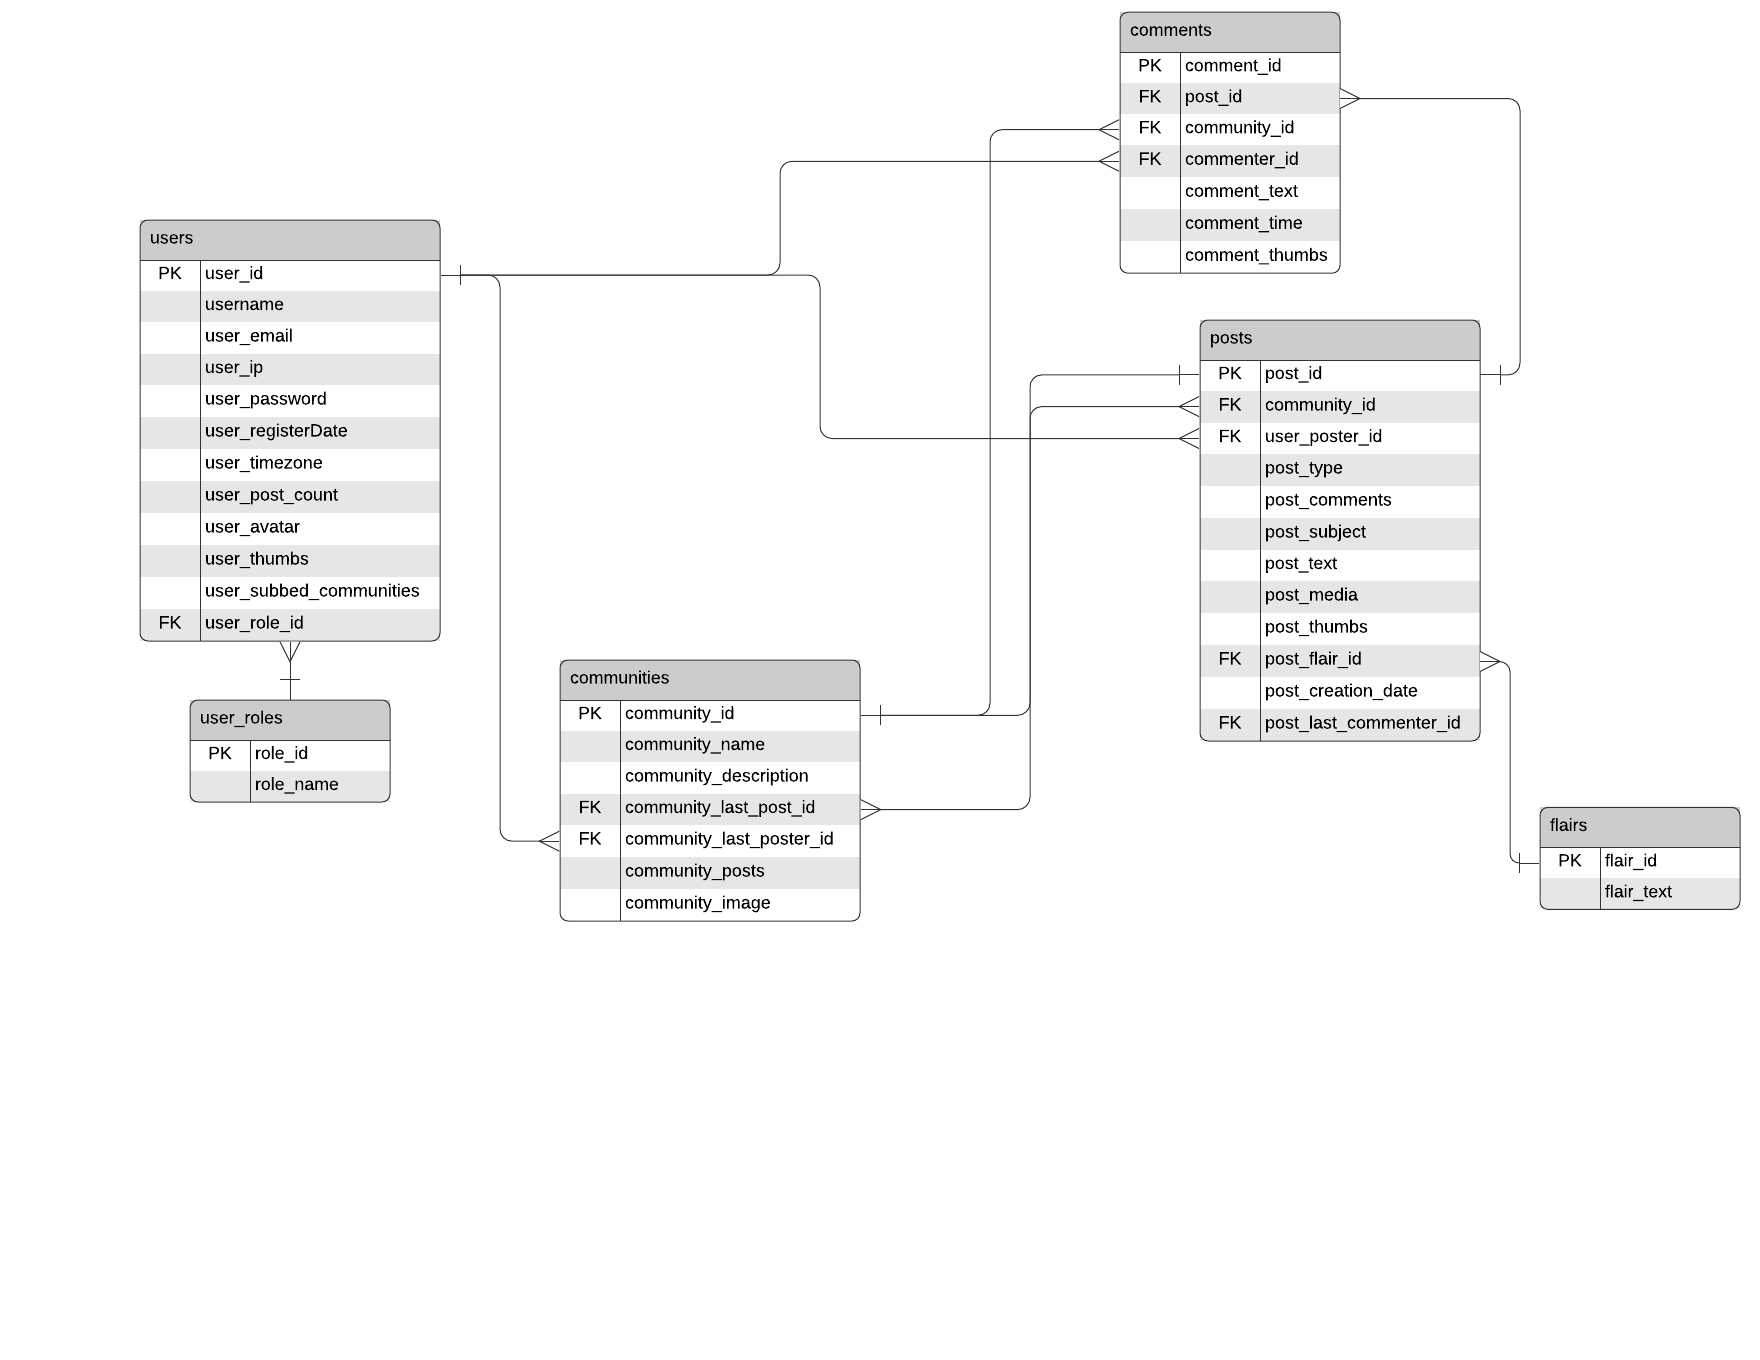 comments
PK comment_id
FK post_id
FK community_id
FK commenter_id
comment_text
comment_time
comment_thumbs
users
PK user_id
username
user_email
user_ip
user_password
user_registerDate
user_timezone
user_post_count
user_avatar
user_thumbs
user_subbed_communities
FK user_role_id
posts
PK post_id
FK community_id
FK user_poster_id
post_type
post_comments
post_subject
post_text
post_media
post_thumbs
FK post_flair_id
post_creation_date
FK post_last_commenter_id
communities
PK community_id
community_name
community_description
FK community_last_post_id
FK community_last_poster_id
community_posts
community_image
user_roles
PK role_id
role_name
flairs
PK flair_id
flair_text